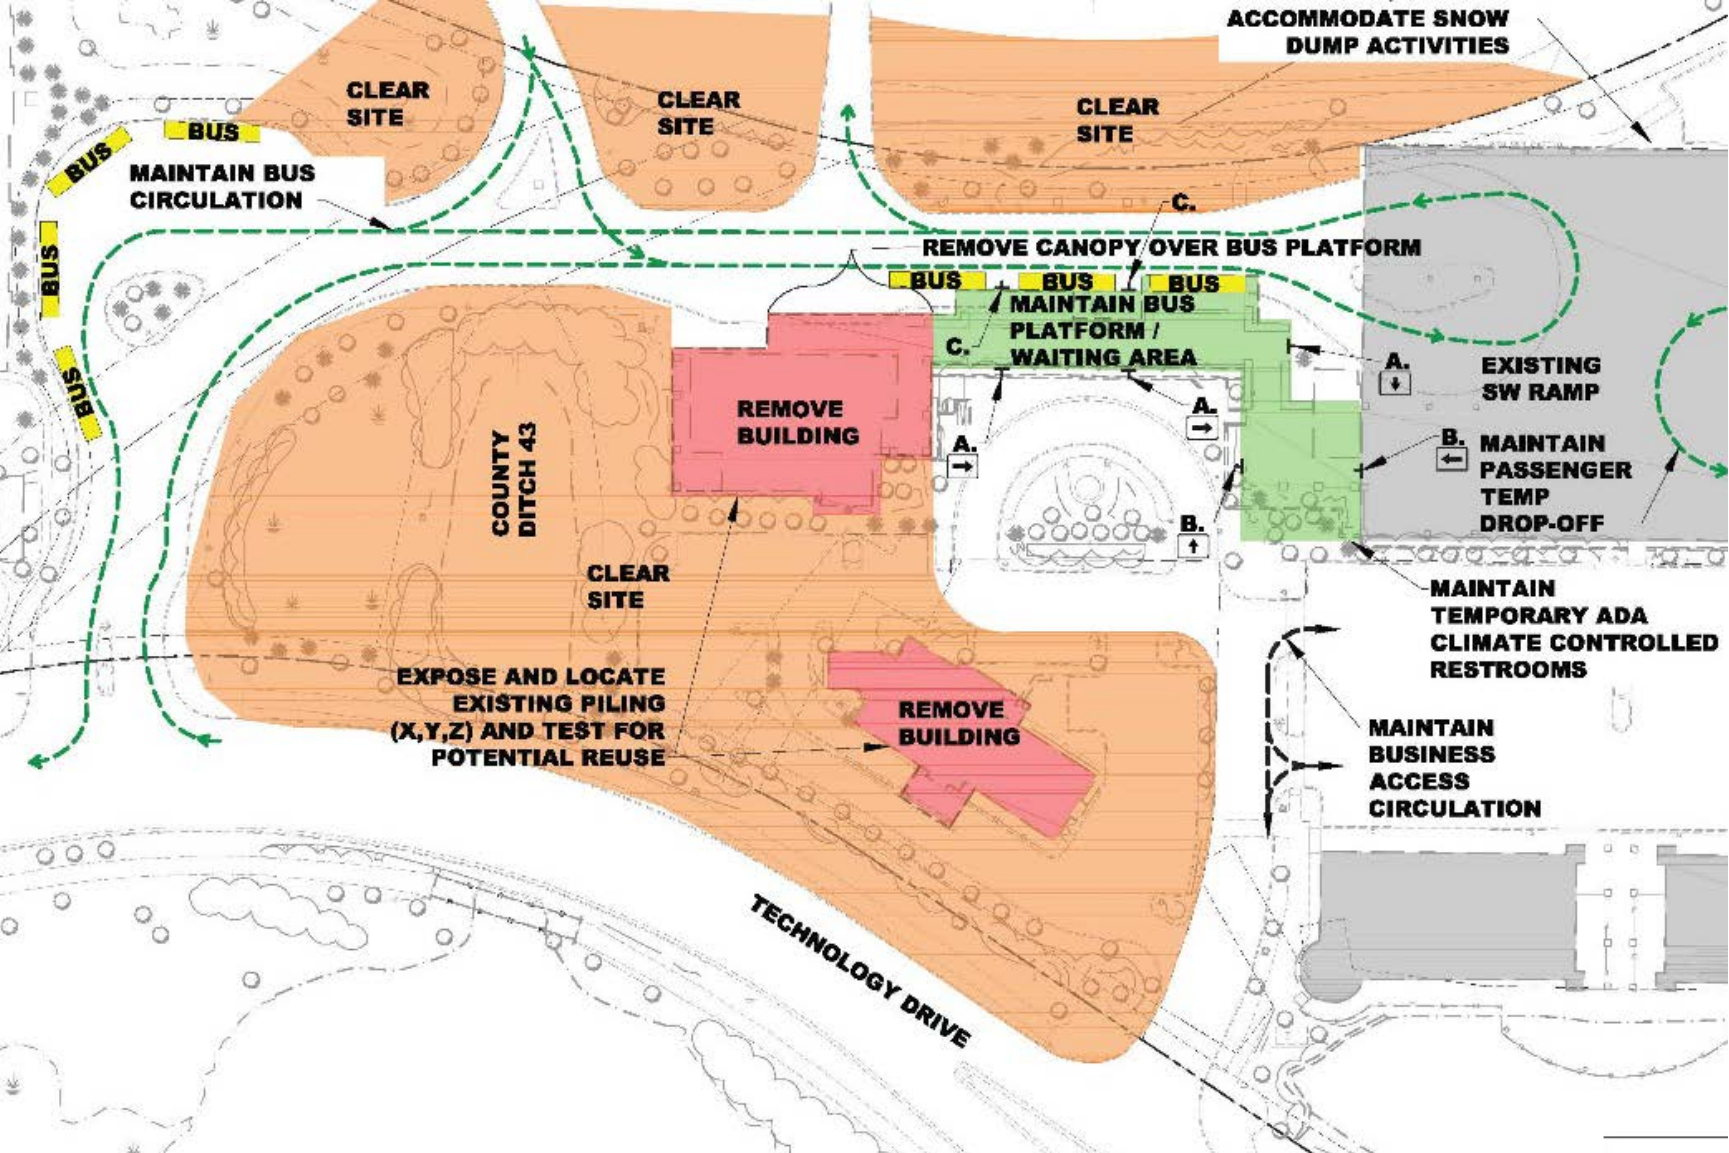 ACCOMMODATE SNOW
DUMP ACTIVITIES
CLEAR
SITE
CLEAR
SITE
CLEAR
SITE
BUS
BUS
BUS
BUS
MAINTAIN BUS
CIRCULATION
C.
REMOVE CANOPY OVER BUS PLATFORM
BUS
BUS
BUS
MAINTAIN BUS
PLATFORM /
WAITING AREA
C.
A.
EXISTING
SW RAMP
A.
A.
B.
MAINTAIN
PASSENGER
TEMP
DROP-OFF
B.
REMOVE
BUILDING
COUNTY
DITCH 43
CLEAR
SITE
MAINTAIN
TEMPORARY ADA
CLIMATE CONTROLLED
RESTROOMS
EXPOSE AND LOCATE
EXISTING PILING
(X,Y,Z) AND TEST FOR
POTENTIAL REUSE
REMOVE
BUILDING
MAINTAIN
BUSINESS
ACCESS
CIRCULATION
TECHNOLOGY DRIVE